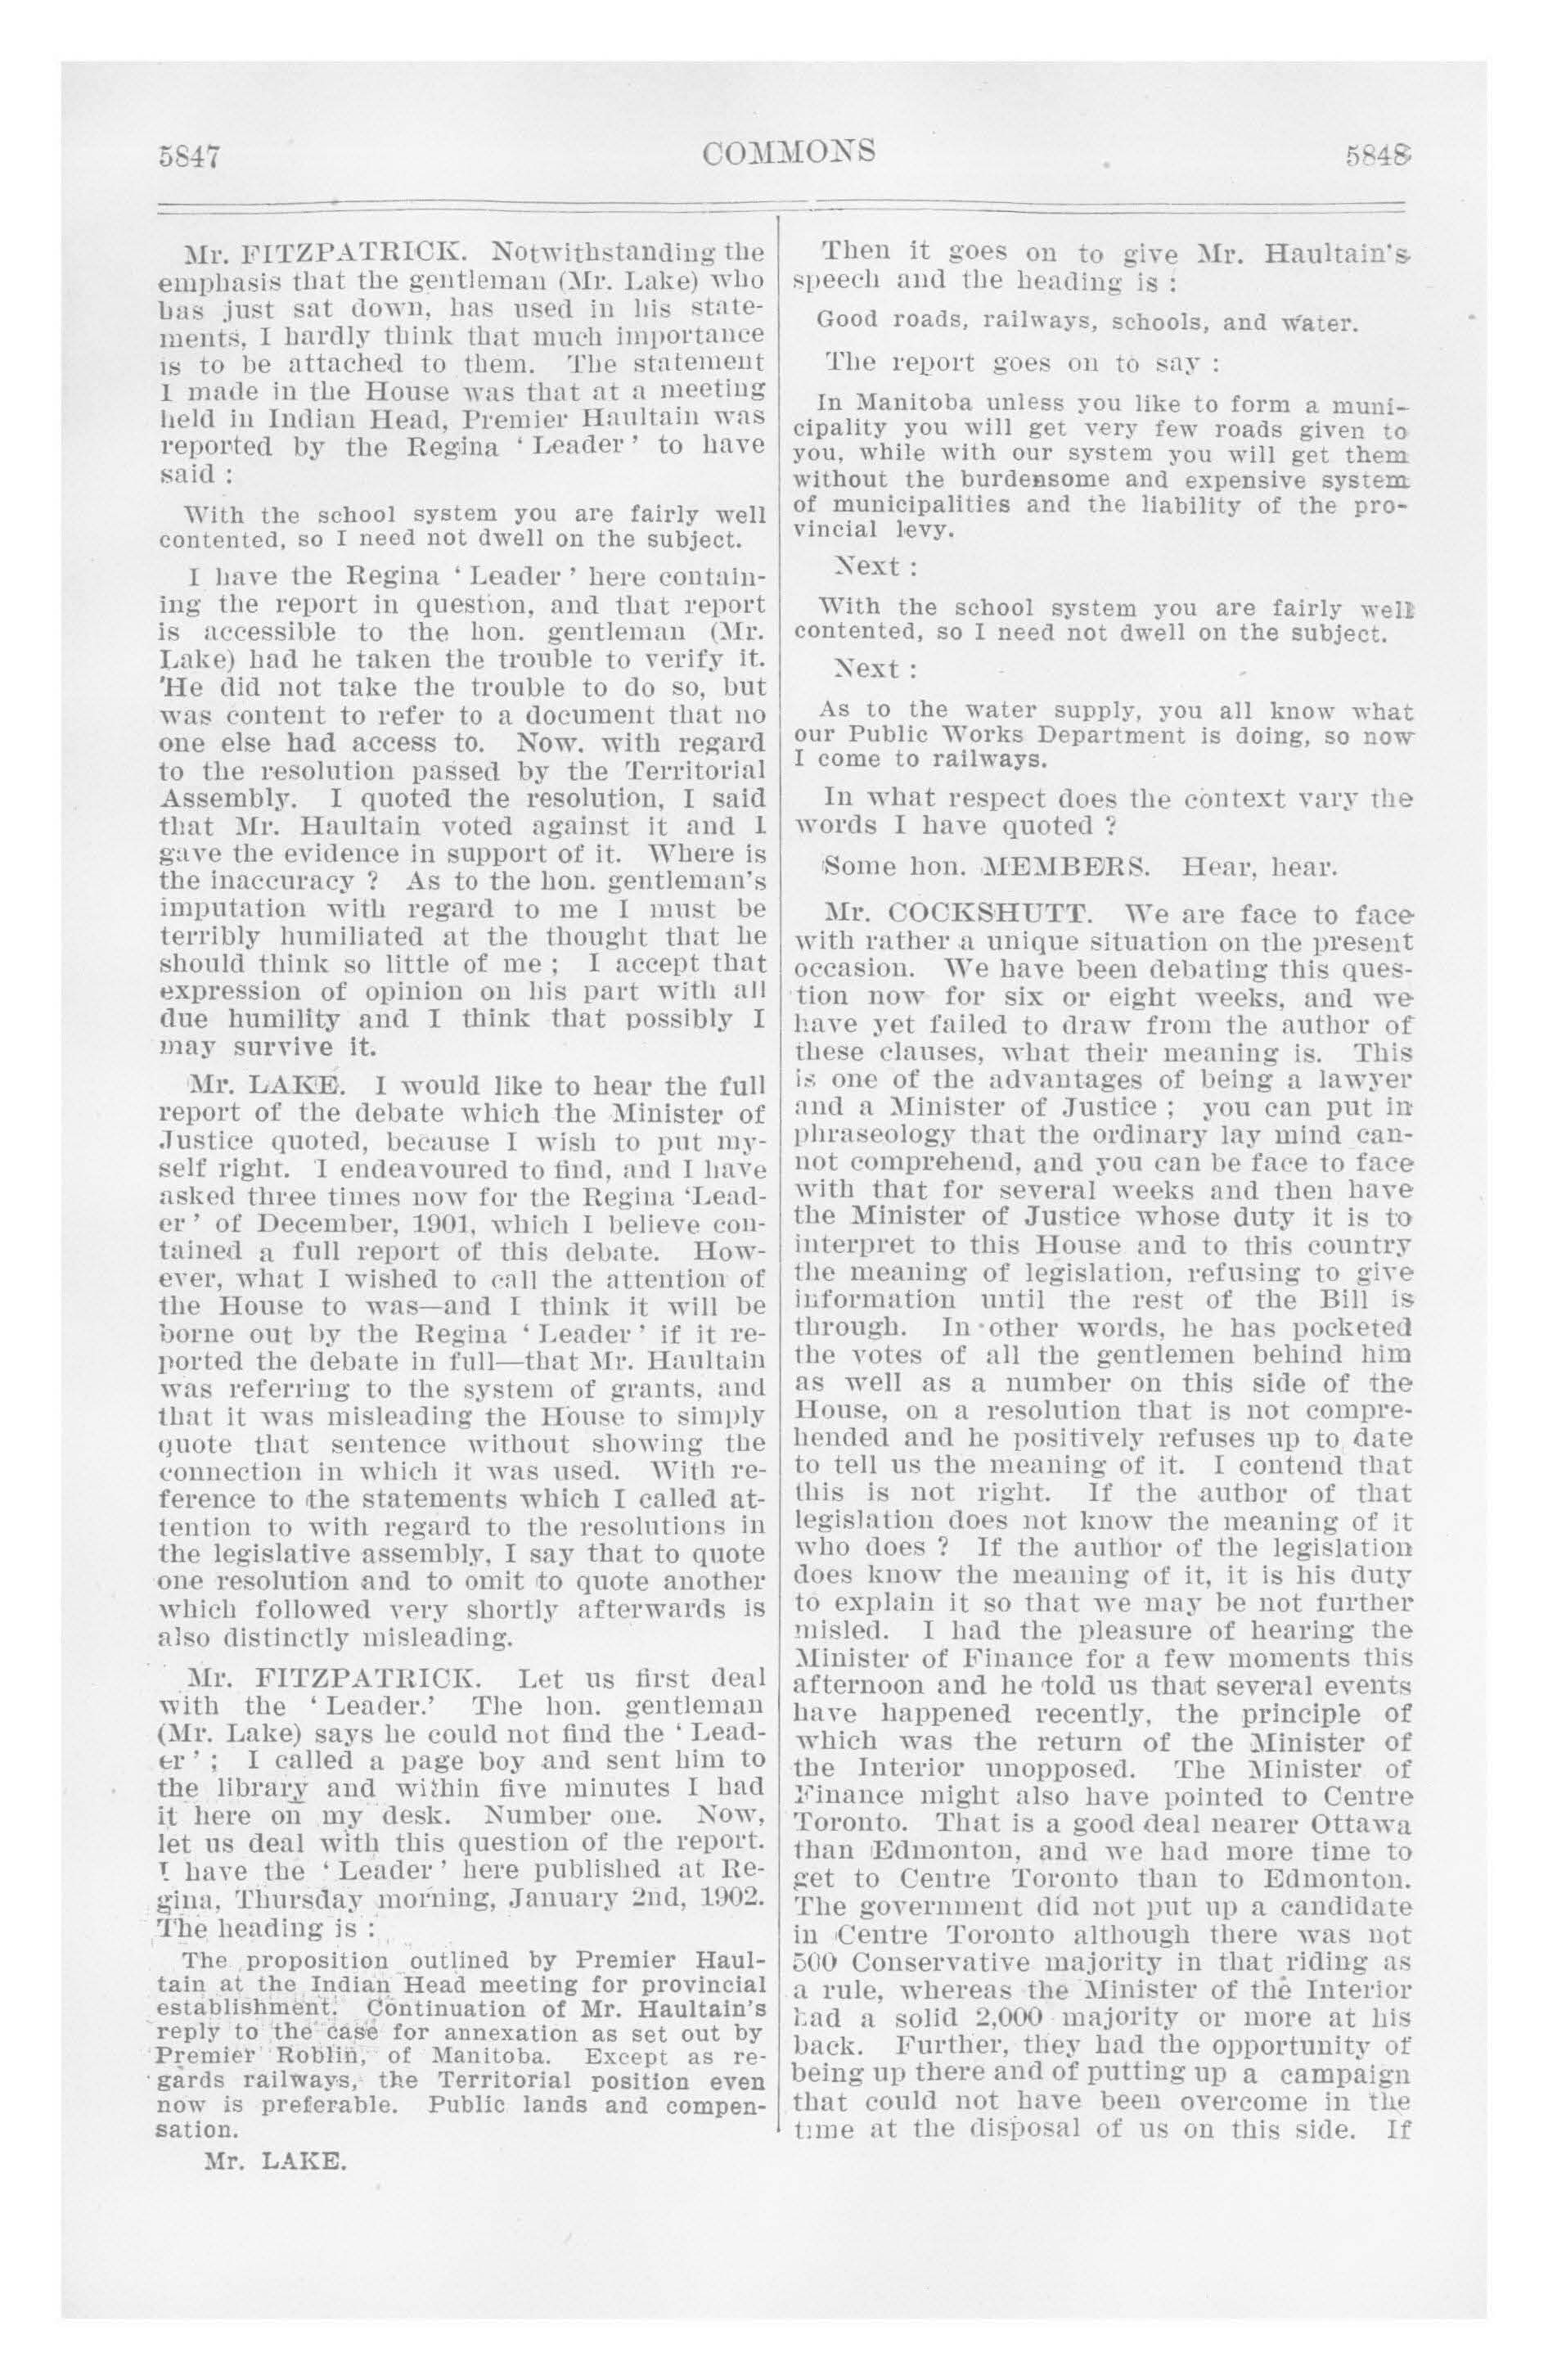 5847
COMMONS
5848
Mr. FITZPATRICK. Notwithstanding the
emphasis that the gentleman (Mr. Lake) who
has just sat down, has used in his state-
ments, I hardly think that much importance
is to be attached to them. The statement
I made in the House was that at a meeting
held in Indian Head, Premier Haultain was
reported by the Regina ' Leader ' to have
said :
With the school system you are fairly well
contented, so I need not dwell on the subject.
I have the Regina ' Leader ' here contain-
ing the report in question, and that report
is accessible to the hon. gentleman (Mr.
Lake) had he taken the trouble to verify it.
He did not take the trouble to do so, but
was content to refer to a document that no
one else had access to. Now. with regard
to the resolution passed by the Territorial
Assembly. I quoted the resolution, I said
that Mr. Haultain voted against it and I
gave the evidence in support of it. Where is
the inaccuracy ? As to the hon. gentleman's
imputation with regard to me I must be
terribly humiliated at the thought that he
should think so little of me ; I accept that
expression of opinion on his part with all
due humility and I think that possibly I
may survive it.
Mr. LAKE. I would like to hear the full
report of the debate which the Minister of
Justice quoted, because I wish to put my-
self right. I endeavoured to find, and I have
asked three times now for the Regina 'Lead-
er ' of December, 1901, which I believe con-
tained a full report of this debate. How-
ever, what I wished to call the attention of
the House to was—and I think it will be
borne out by the Regina ' Leader ' if it re-
ported the debate in full—that Mr. Haultain
was referring to the system of grants, and
that it was misleading the House to simply
quote that sentence without showing the
connection in which it was used. With re-
ference to the statements which I called at-
tention to with regard to the resolutions in
the legislative assembly, I say that to quote
one resolution and to omit to quote another
which followed very shortly afterwards is
also distinctly misleading.
Mr. FITZPATRICK. Let us first deal
with the ' Leader.' The hon. gentleman
(Mr. Lake) says he could not find the ' Lead-
er ' ; I called a page boy and sent him to
the library and within five minutes I had
it here on my desk. Number one. Now,
let us deal with this question of the report.
I have the ' Leader ' here published at Re-
gina, Thursday morning, January 2nd, 1902.
The heading is :
The proposition outlined by Premier Haul-
tain at the Indian Head meeting for provincial
establishment. Continuation of Mr. Haultain's
reply to the case for annexation as set out by
Premier Roblin, of Manitoba. Except as re-
gards railways, the Territorial position even
now is preferable. Public lands and compen-
sation.
Mr. LAKE.
Then it goes on to give Mr. Haultain's
speech and the heading is :
Good roads, railways, schools, and water.
The report goes on to say :
In Manitoba unless you like to form a muni-
cipality you will get very few roads given to
you, while with our system you will get them
without the burdensome and expensive system
of municipalities and the liability of the pro-
vincial levy.
Next :
With the school system you are fairly well
contented, so I need not dwell on the subject.
Next :
As to the water supply, you all know what
our Public Works Department is doing, so now
I come to railways.
In what respect does the context vary the
words I have quoted ?
Some hon. MEMBERS. Hear, hear.
Mr. COCKSHUTT. We are face to face
with rather a unique situation on the present
occasion. We have been debating this ques-
tion now for six or eight weeks, and we
have yet failed to draw from the author of
these clauses, what their meaning is. This
is one of the advantages of being a lawyer
and a Minister of Justice ; you can put in
phraseology that the ordinary lay mind can-
not comprehend, and you can be face to face
with that for several weeks and then have
the Minister of Justice whose duty it is to
interpret to this House and to this country
the meaning of legislation, refusing to give
information until the rest of the Bill is
through. In other words, he has pocketed
the votes of all the gentlemen behind him
as well as a number on this side of the
House, on a resolution that is not compre-
hended and he positively refuses up to date
to tell us the meaning of it. I contend that
this is not right. If the author of that
legislation does not know the meaning of it
who does ? If the author of the legislation
does know the meaning of it, it is his duty
to explain it so that we may be not further
misled. I had the pleasure of hearing the
Minister of Finance for a few moments this
afternoon and he told us that several events
have happened recently, the principle of
which was the return of the Minister of
the Interior unopposed. The Minister of
Finance might also have pointed to Centre
Toronto. That is a good deal nearer Ottawa
than Edmonton, and we had more time to
get to Centre Toronto than to Edmonton.
The government did not put up a candidate
in Centre Toronto although there was not
500 Conservative majority in that riding as
a rule, whereas the Minister of the Interior
had a solid 2,000 majority or more at his
back. Further, they had the opportunity of
being up there and of putting up a campaign
that could not have been overcome in the
time at the disposal of us on this side. If